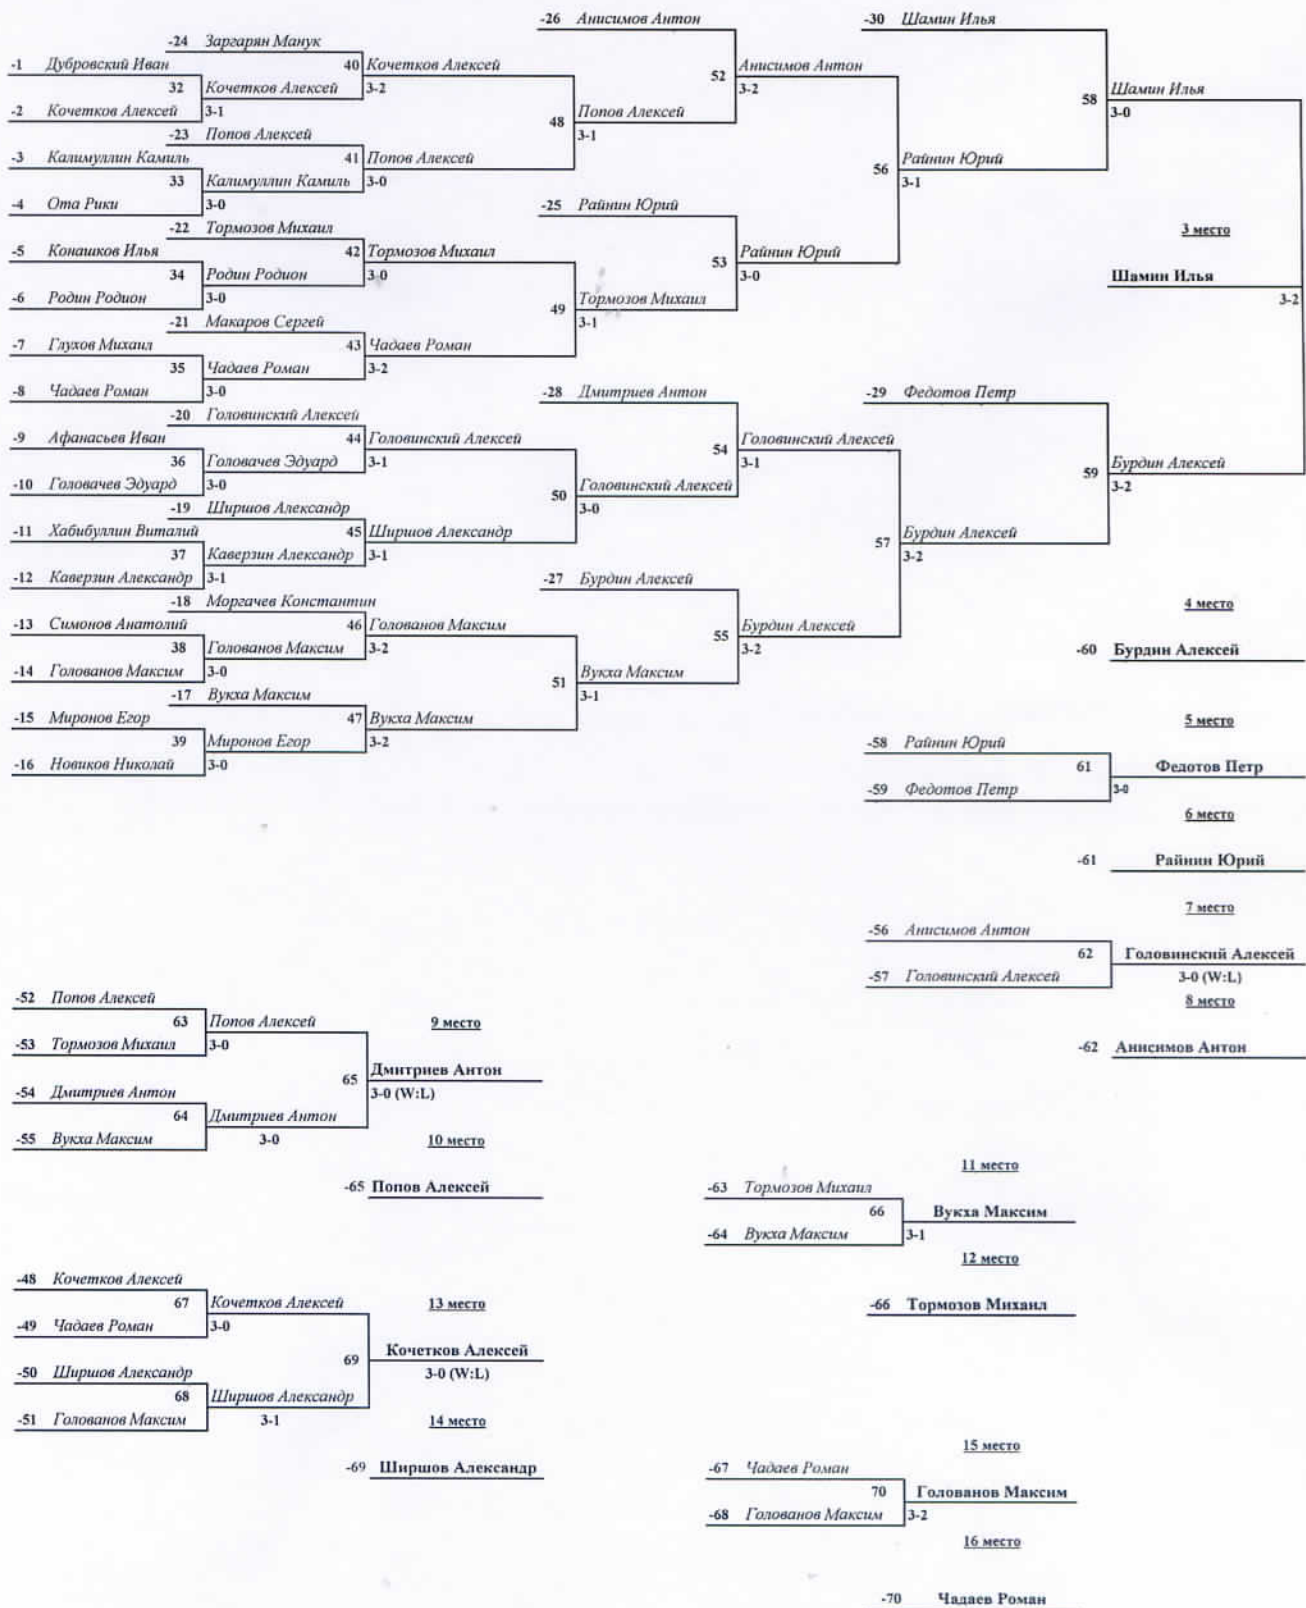 -26 Анисимов Антон
-30 Шамин Илья
-24 Заргарян Манук
-1 Дубровский Иван
40 Кочетков Алексей
52 Анисимов Антон
32 Кочетков Алексей
3-2
3-2
58 Шамин Илья
-2 Кочетков Алексей
3-1
48 Попов Алексей
3-0
-23 Попов Алексей
3-1
-3 Калимуллин Камиль
41 Попов Алексей
56 Райнин Юрий
33 Калимуллин Камиль
3-0
3-1
-4 Ота Рики
3-0
-25 Райнин Юрий
-22 Тормозов Михаил
3 место
-5 Конашков Илья
42 Тормозов Михаил
53 Райнин Юрий
34 Родин Родион
3-0
3-0
Шамин Илья
-6 Родин Родион
3-0
49 Тормозов Михаил
3-2
-21 Макаров Сергей
3-1
-7 Глухов Михаил
43 Чадаев Роман
35 Чадаев Роман
3-2
-8 Чадаев Роман
3-0
-28 Дмитриев Антон
-29 Федотов Петр
-20 Головинский Алексей
-9 Афанасьев Иван
44 Головинский Алексей
54 Головинский Алексей
36 Головачев Эдуард
3-1
3-1
59 Бурдин Алексей
-10 Головачев Эдуард
3-0
50 Головинский Алексей
3-2
-19 Ширшов Александр
3-0
-11 Хабибуллин Виталий
45 Ширшов Александр
57 Бурдин Алексей
37 Каверзин Александр
3-1
3-2
-12 Каверзин Александр
3-1
-27 Бурдин Алексей
-18 Моргачев Константин
4 место
-13 Симонов Анатолий
46 Голованов Максим
55 Бурдин Алексей
38 Голованов Максим
3-2
3-2
-60 Бурдин Алексей
-14 Голованов Максим
3-0
51 Вукха Максим
-17 Вукха Максим
3-1
-15 Миронов Егор
47 Вукха Максим
5 место
39 Миронов Егор
3-2
-58 Райнин Юрий
-16 Новиков Николай
3-0
61 Федотов Петр
-59 Федотов Петр
3-0
6 место
-61 Райнин Юрий
7 место
-56 Анисимов Антон
62 Головинский Алексей
-57 Головинский Алексей
3-0 (W:L)
-52 Попов Алексей
8 место
63 Попов Алексей
9 место
-53 Тормозов Михаил
3-0
-62 Анисимов Антон
65 Дмитриев Антон
-54 Дмитриев Антон
3-0 (W:L)
64 Дмитриев Антон
-55 Вукха Максим
3-0
10 место
11 место
-65 Попов Алексей
-63 Тормозов Михаил
66 Вукха Максим
-64 Вукха Максим
3-1
12 место
-48 Кочетков Алексей
67 Кочетков Алексей
13 место
-66 Тормозов Михаил
-49 Чадаев Роман
3-0
69 Кочетков Алексей
-50 Ширшов Александр
3-0 (W:L)
68 Ширшов Александр
-51 Голованов Максим
3-1
14 место
15 место
-69 Ширшов Александр
-67 Чадаев Роман
70 Голованов Максим
-68 Голованов Максим
3-2
16 место
-70 Чадаев Роман